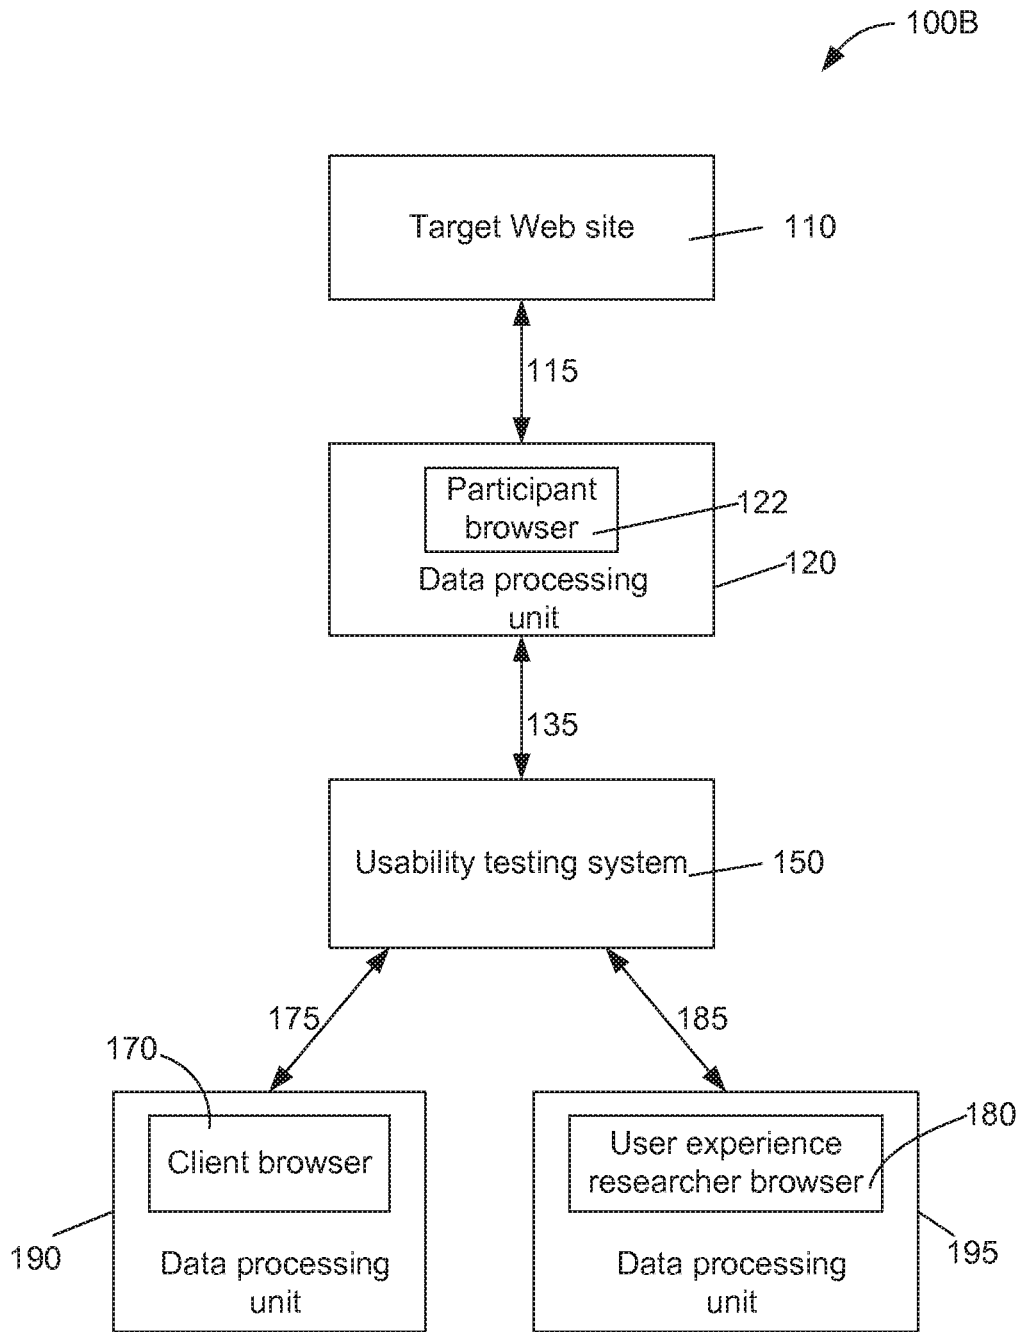 100B
Target Web site
110
115
Participant
browser
122
Data processing
unit
120
135
Usability testing system
150
175
185
170
Client browser
180
User experience
researcher browser
190
Data processing
unit
Data processing
unit
195